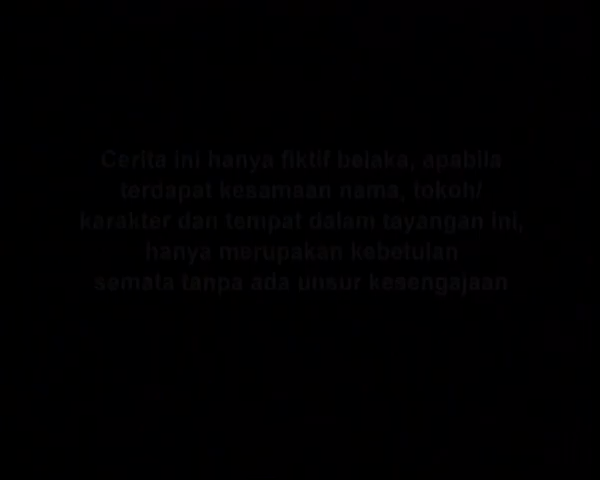 Cerita ini hanya fiktif belaka, apabila
terdapat kesamaan nama, tokoh/
karakter dan tempat dalam tayangan ini,
hanya merupakan kebetulan
semata tanpa ada unsur kesengajaan